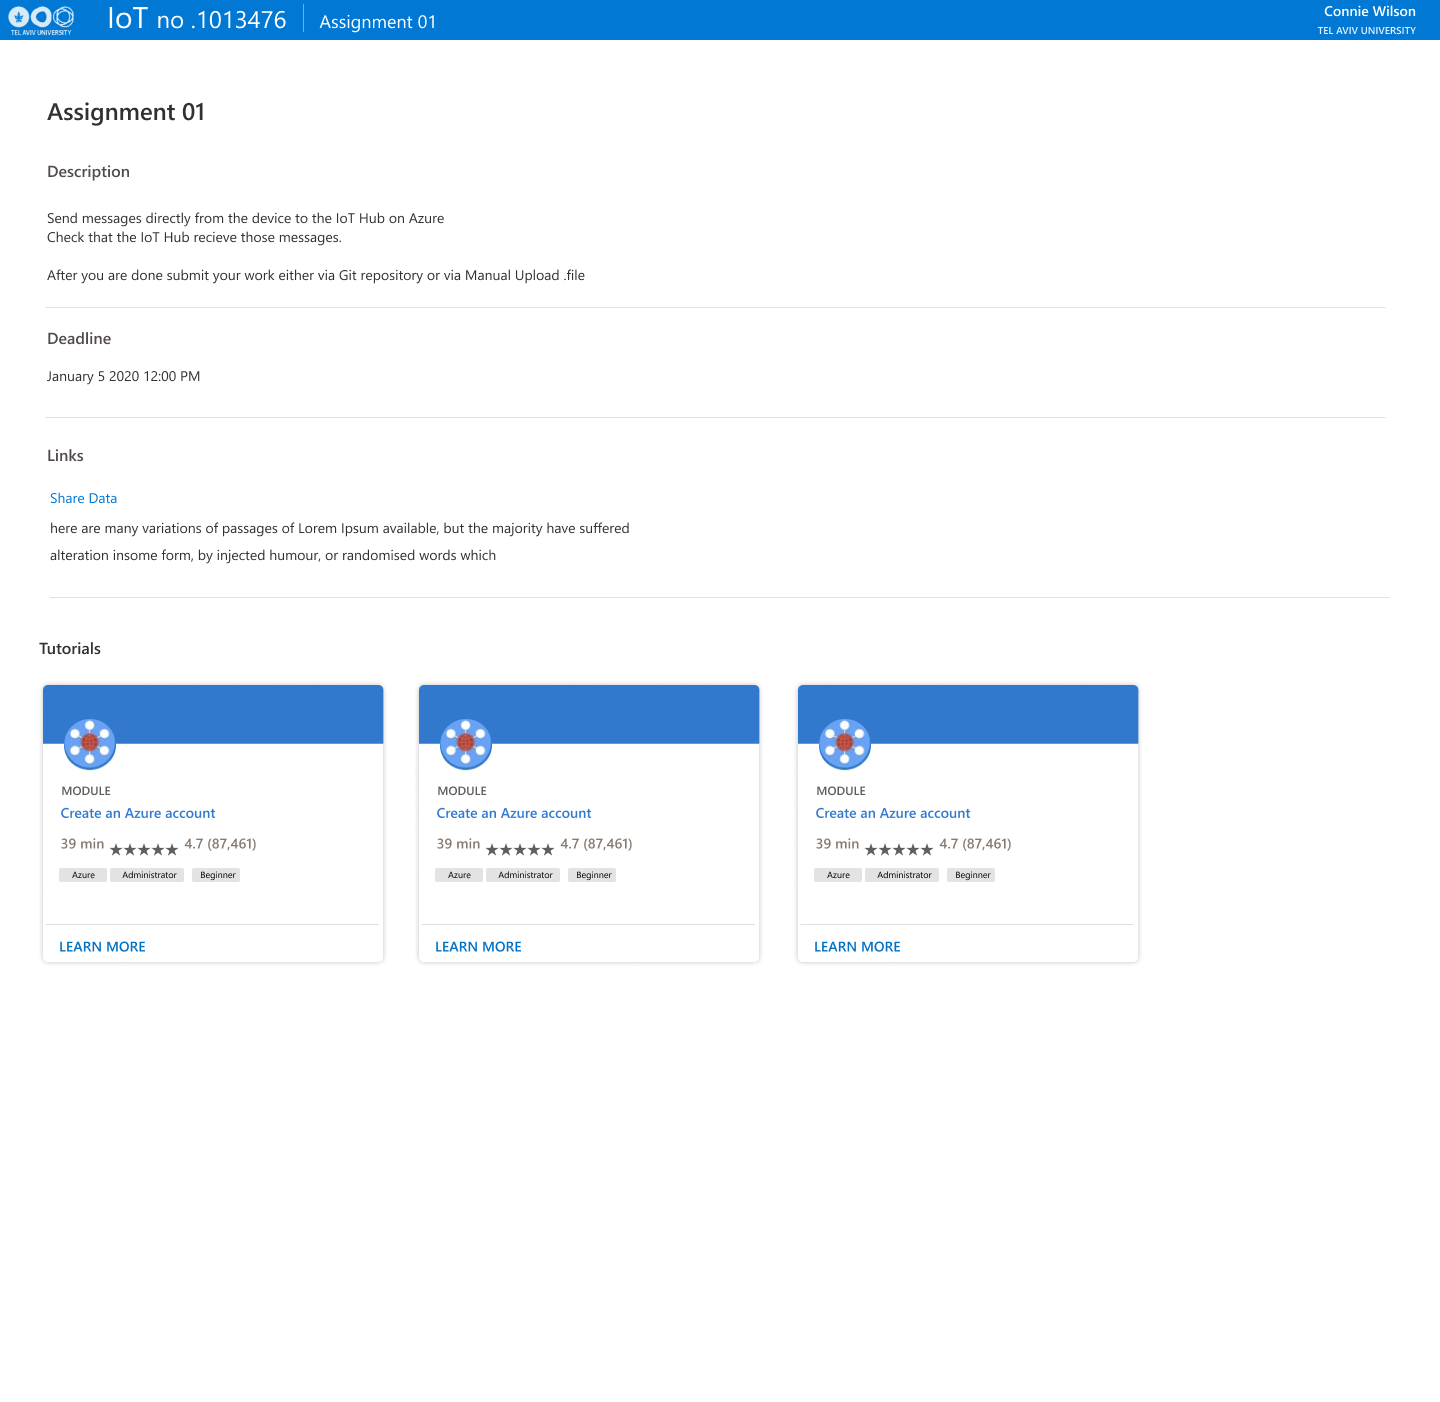 TEL AVIV UNIVERSITY
IoT no .1013476
Assignment 01
Connie Wilson
TEL AVIV UNIVERSITY
Assignment 01
Description
Send messages directly from the device to the IoT Hub on Azure
Check that the IoT Hub recieve those messages.
After you are done submit your work either via Git repository or via Manual Upload .file
Deadline
January 5 2020 12:00 PM
Links
Share Data
here are many variations of passages of Lorem Ipsum available, but the majority have suffered
alteration insome form, by injected humour, or randomised words which
Tutorials
MODULE
Create an Azure account
39 min ★★★★★ 4.7 (87,461)
Azure Administrator Beginner
LEARN MORE
MODULE
Create an Azure account
39 min ★★★★★ 4.7 (87,461)
Azure Administrator Beginner
LEARN MORE
MODULE
Create an Azure account
39 min ★★★★★ 4.7 (87,461)
Azure Administrator Beginner
LEARN MORE